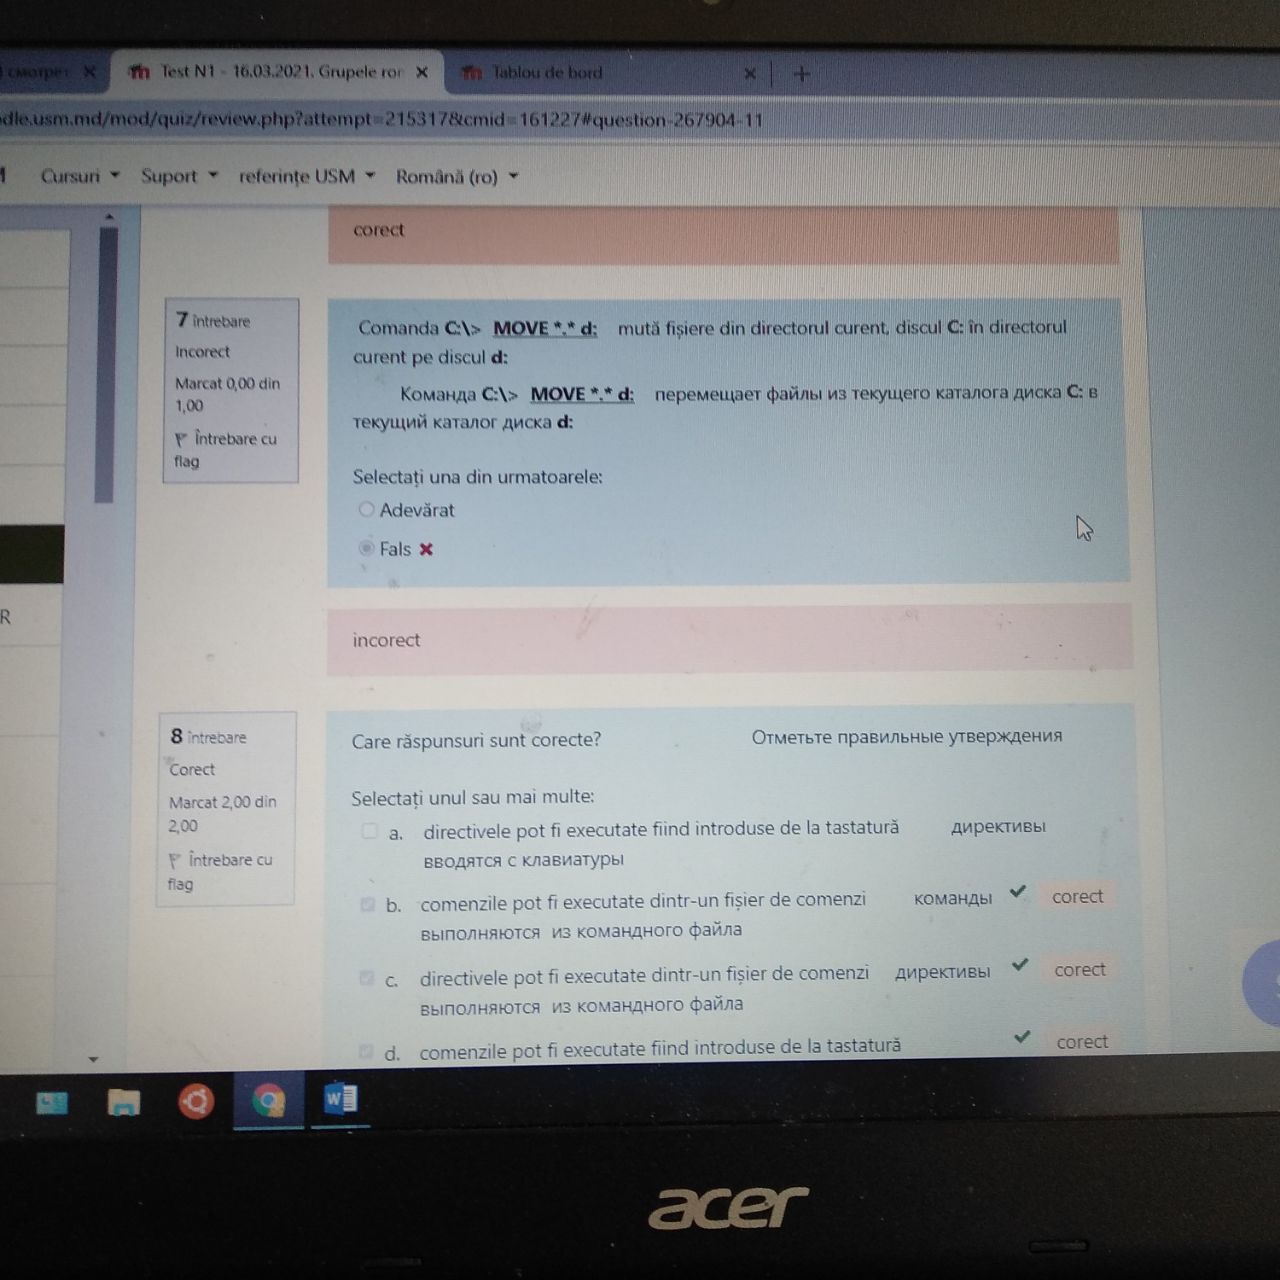 смотрет
Test N1 - 16.03.2021. Grupele ror
Tablou de bord
dle.usm.md/mod/quiz/review.php?attempt=215317&cmid=161227#question-267904-11
Cursuri
Suport
referințe USM
Română (ro)
corect
7 întrebare
Incorect
Marcat 0,00 din
1,00
Întrebare cu
flag
Comanda C:\> MOVE *.* d: mută fișiere din directorul curent, discul C: în directorul
curent pe discul d:
Команда C:\> MOVE *.* d: перемещает файлы из текущего каталога диска C: в
текущий каталог диска d:
Selectați una din urmatoarele:
Adevărat
Fals
R
incorect
8 întrebare
Corect
Marcat 2,00 din
2,00
Întrebare cu
flag
Care răspunsuri sunt corecte? Отметьте правильные утверждения
Selectați unul sau mai multe:
a. directivele pot fi executate fiind introduse de la tastatură директивы
вводятся с клавиатуры
b. comenzile pot fi executate dintr-un fișier de comenzi команды corect
выполняются из командного файла
c. directivele pot fi executate dintr-un fișier de comenzi директивы corect
выполняются из командного файла
d. comenzile pot fi executate fiind introduse de la tastatură corect
W
acer